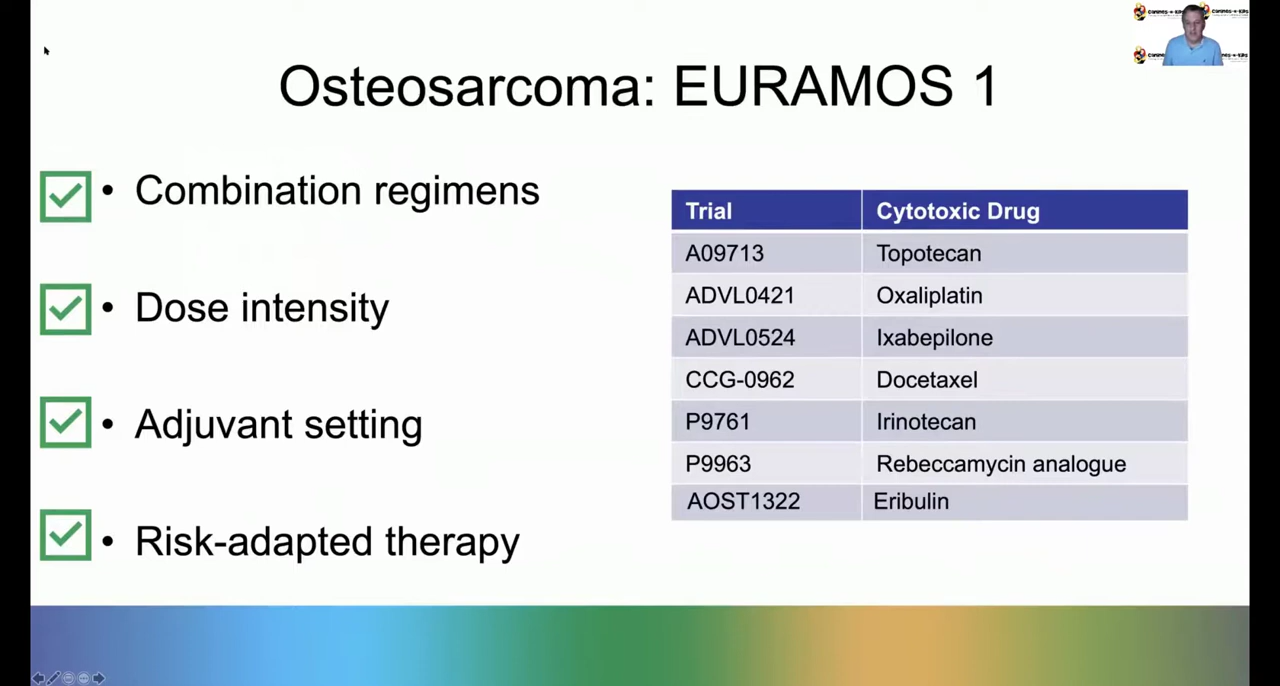 Osteosarcoma: EURAMOS 1
• Combination regimens
• Dose intensity
• Adjuvant setting
• Risk-adapted therapy
Trial Cytotoxic Drug
A09713 Topotecan
ADVL0421 Oxaliplatin
ADVL0524 Ixabepilone
CCG-0962 Docetaxel
P9761 Irinotecan
P9963 Rebeccamycin analogue
AOST1322 Eribulin